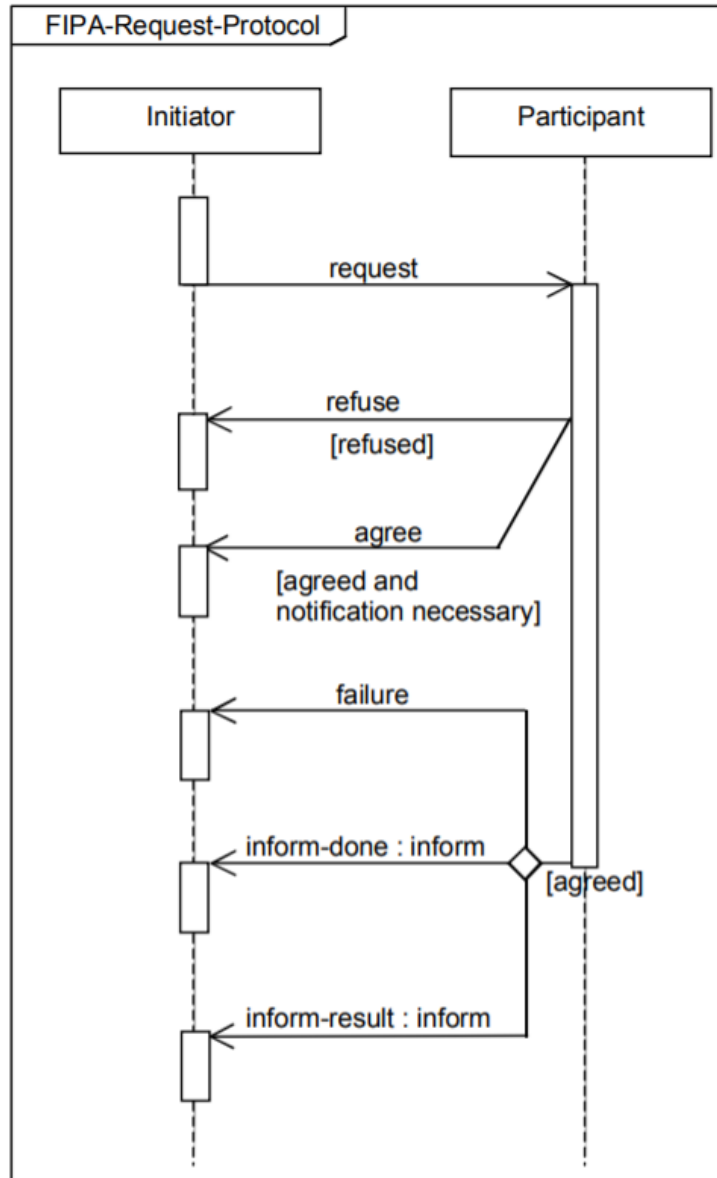 FIPA-Request-Protocol
Initiator
Participant
request
refuse
[refused]
agree
[agreed and
notification necessary]
failure
inform-done : inform
[agreed]
inform-result : inform